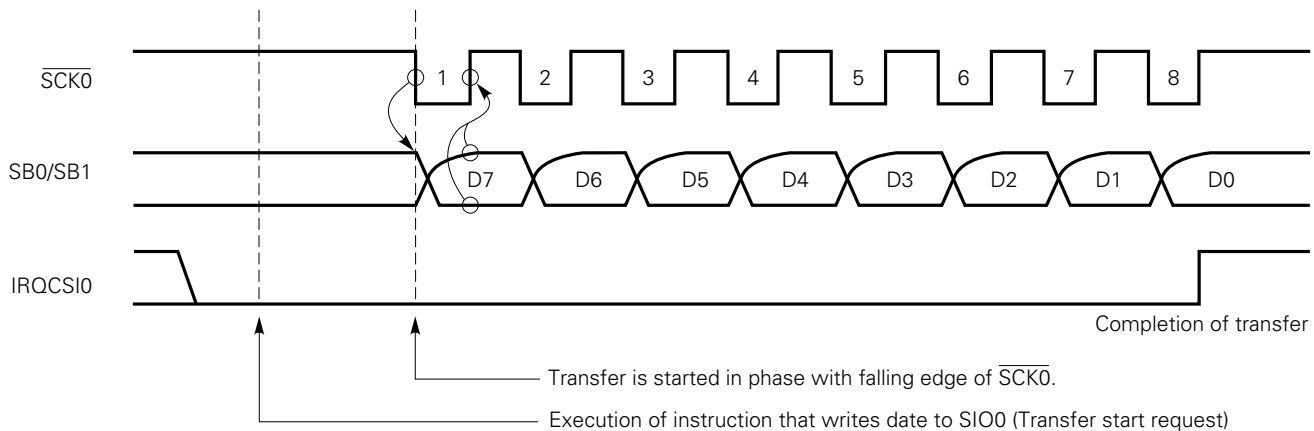 SCK0
1 2 3 4 5 6 7 8
SB0/SB1
D7 D6 D5 D4 D3 D2 D1 D0
IRQCSI0
Completion of transfer
Transfer is started in phase with falling edge of SCK0.
Execution of instruction that writes date to SIO0 (Transfer start request)